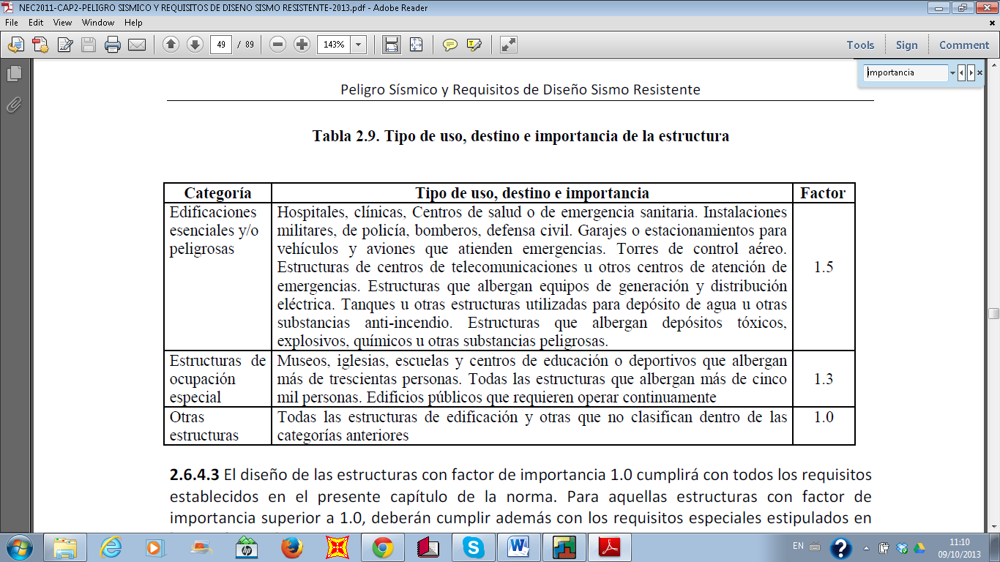 NEC2011-CAP2-PELIGRO SISMICO Y REQUISITOS DE DISENO SISMO RESISTENTE-2013.pdf - Adobe Reader
File Edit View Window Help
49 / 89 143% Tools Sign Comment
importancia
Peligro Sísmico y Requisitos de Diseño Sismo Resistente
Tabla 2.9. Tipo de uso, destino e importancia de la estructura
Categoría Tipo de uso, destino e importancia Factor
Edificaciones
esenciales y/o
peligrosas
Hospitales, clínicas, Centros de salud o de emergencia sanitaria. Instalaciones
militares, de policía, bomberos, defensa civil. Garajes o estacionamientos para
vehículos y aviones que atienden emergencias. Torres de control aéreo.
Estructuras de centros de telecomunicaciones u otros centros de atención de
emergencias. Estructuras que albergan equipos de generación y distribución
eléctrica. Tanques u otras estructuras utilizadas para depósito de agua u otras
substancias anti-incendio. Estructuras que albergan depósitos tóxicos,
explosivos, químicos u otras substancias peligrosas.
1.5
Estructuras de
ocupación
especial
Museos, iglesias, escuelas y centros de educación o deportivos que albergan
más de trescientas personas. Todas las estructuras que albergan más de cinco
mil personas. Edificios públicos que requieren operar continuamente
1.3
Otras
estructuras
Todas las estructuras de edificación y otras que no clasifican dentro de las
categorías anteriores
1.0
2.6.4.3 El diseño de las estructuras con factor de importancia 1.0 cumplirá con todos los requisitos
establecidos en el presente capítulo de la norma. Para aquellas estructuras con factor de
importancia superior a 1.0, deberán cumplir además con los requisitos especiales estipulados en
EN
11:10
09/10/2013